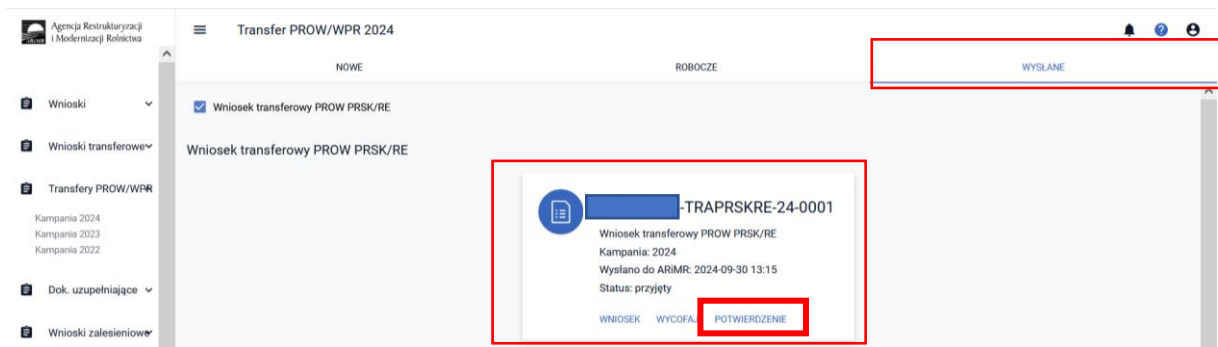 Agencja Restrukturyzacji
i Modernizacji Rolnictwa
Transfer PROW/WPR 2024
NOWE
ROBOCZE
WYSŁANE
Wnioski
Wnioski transferowe
Transfery PROW/WPR
Kampania 2024
Kampania 2023
Kampania 2022
Dok. uzupełniające
Wnioski zalesieniowe
Wniosek transferowy PROW PRSK/RE
Wniosek transferowy PROW PRSK/RE
-TRAPRSKRE-24-0001
Wniosek transferowy PROW PRSK/RE
Kampania: 2024
Wysłano do ARiMR: 2024-09-30 13:15
Status: przyjęty
WNIOSEK WYCOFAJ POTWIERDZENIE